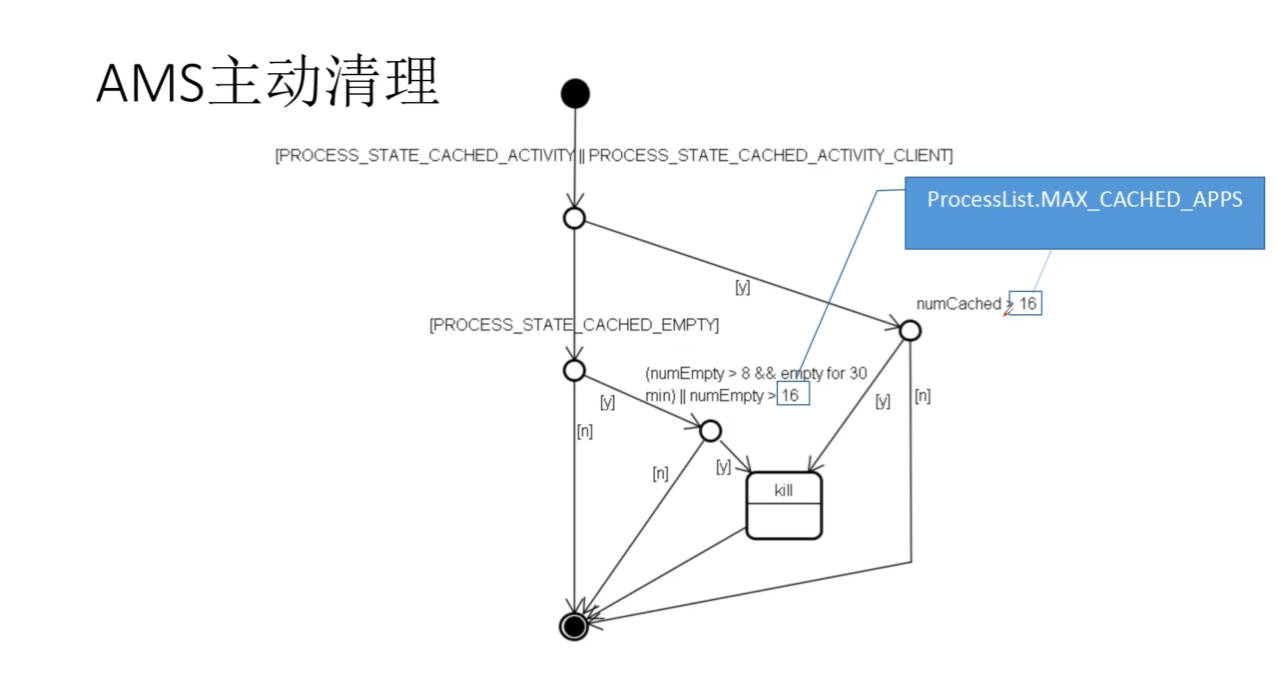 AMS主动清理
[PROCESS_STATE_CACHED_ACTIVITY || PROCESS_STATE_CACHED_ACTIVITY_CLIENT]
ProcessList.MAX_CACHED_APPS
[y]
numCached > 16
[PROCESS_STATE_CACHED_EMPTY]
(numEmpty > 8 && empty for 30
min) || numEmpty > 16
[y]
[n]
[y]
[n]
[n]
[y]
kill